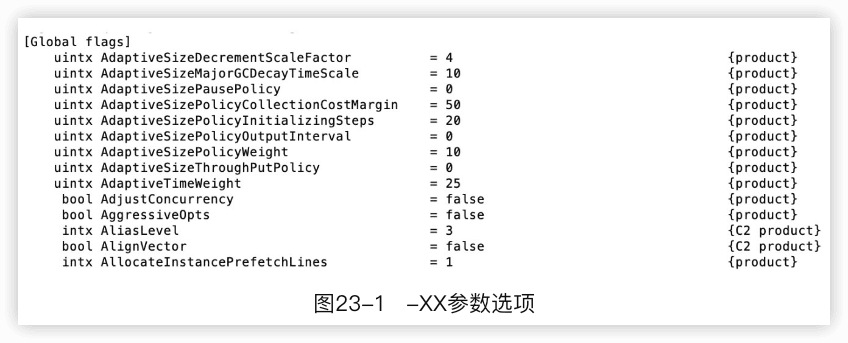 [Global flags]
uintx AdaptiveSizeDecrementScaleFactor = 4 {product}
uintx AdaptiveSizeMajorGCDecayTimeScale = 10 {product}
uintx AdaptiveSizePausePolicy = 0 {product}
uintx AdaptiveSizePolicyCollectionCostMargin = 50 {product}
uintx AdaptiveSizePolicyInitializingSteps = 20 {product}
uintx AdaptiveSizePolicyOutputInterval = 0 {product}
uintx AdaptiveSizePolicyWeight = 10 {product}
uintx AdaptiveSizeThroughPutPolicy = 0 {product}
uintx AdaptiveTimeWeight = 25 {product}
bool AdjustConcurrency = false {product}
bool AggressiveOpts = false {product}
intx AliasLevel = 3 {C2 product}
bool AlignVector = false {C2 product}
intx AllocateInstancePrefetchLines = 1 {product}
图23-1 -XX参数选项